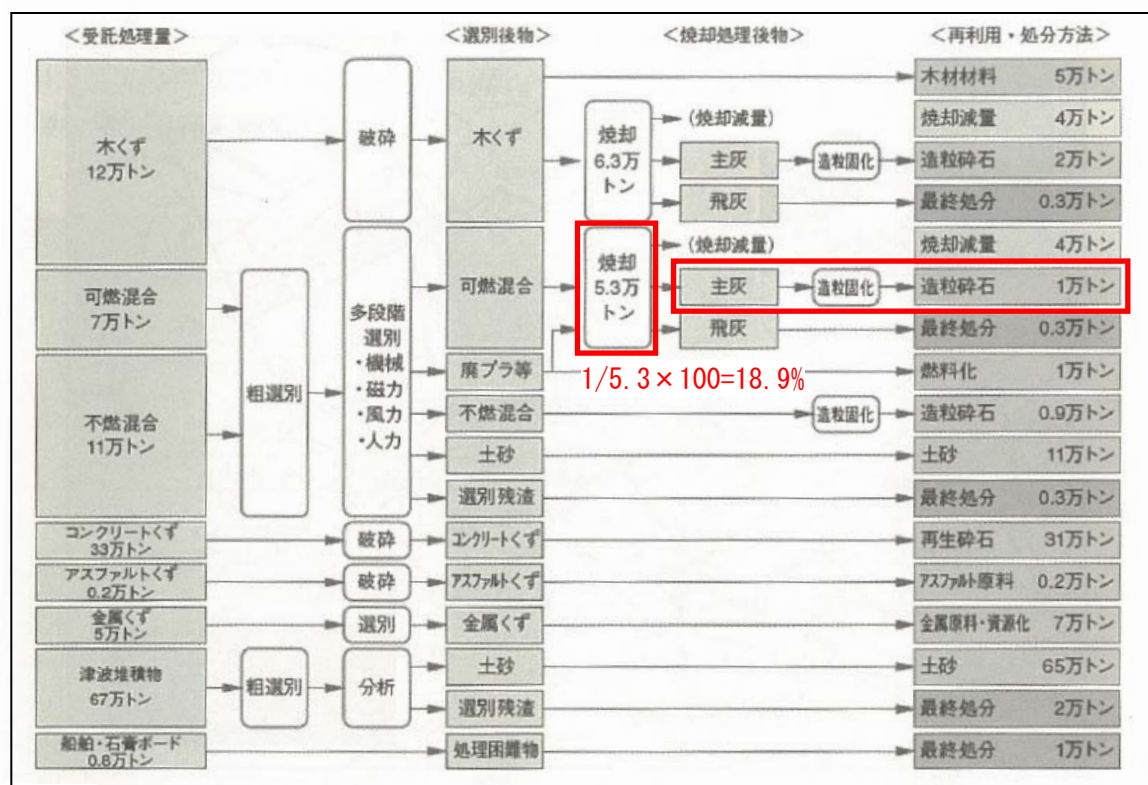 <受託処理量>
<選別後物>
<焼却処理後物>
<再利用・処分方法>
木くず
12万トン
可燃混合
7万トン
不燃混合
11万トン
コンクリートくず
33万トン
アスファルトくず
0.2万トン
金属くず
5万トン
津波堆積物
67万トン
船舶・石膏ボード
0.8万トン
粗選別
粗選別
破砕
多段階
選別
・機械
・磁力
・風力
・人力
破砕
破砕
選別
分析
木くず
可燃混合
廃プラ等
不燃混合
土砂
選別残渣
コンクリートくず
アスファルトくず
金属くず
土砂
選別残渣
処理困難物
焼却
6.3万
トン
焼却
5.3万
トン
1/5.3×100=18.9%
(焼却減量)
主灰
造粒固化
飛灰
(焼却減量)
主灰
造粒固化
飛灰
造粒固化
木材材料 5万トン
焼却減量 4万トン
造粒砕石 2万トン
最終処分 0.3万トン
焼却減量 4万トン
造粒砕石 1万トン
最終処分 0.3万トン
燃料化 1万トン
造粒砕石 0.9万トン
土砂 11万トン
最終処分 0.3万トン
再生砕石 31万トン
アスファルト原料 0.2万トン
金属原料・資源化 7万トン
土砂 65万トン
最終処分 2万トン
最終処分 1万トン